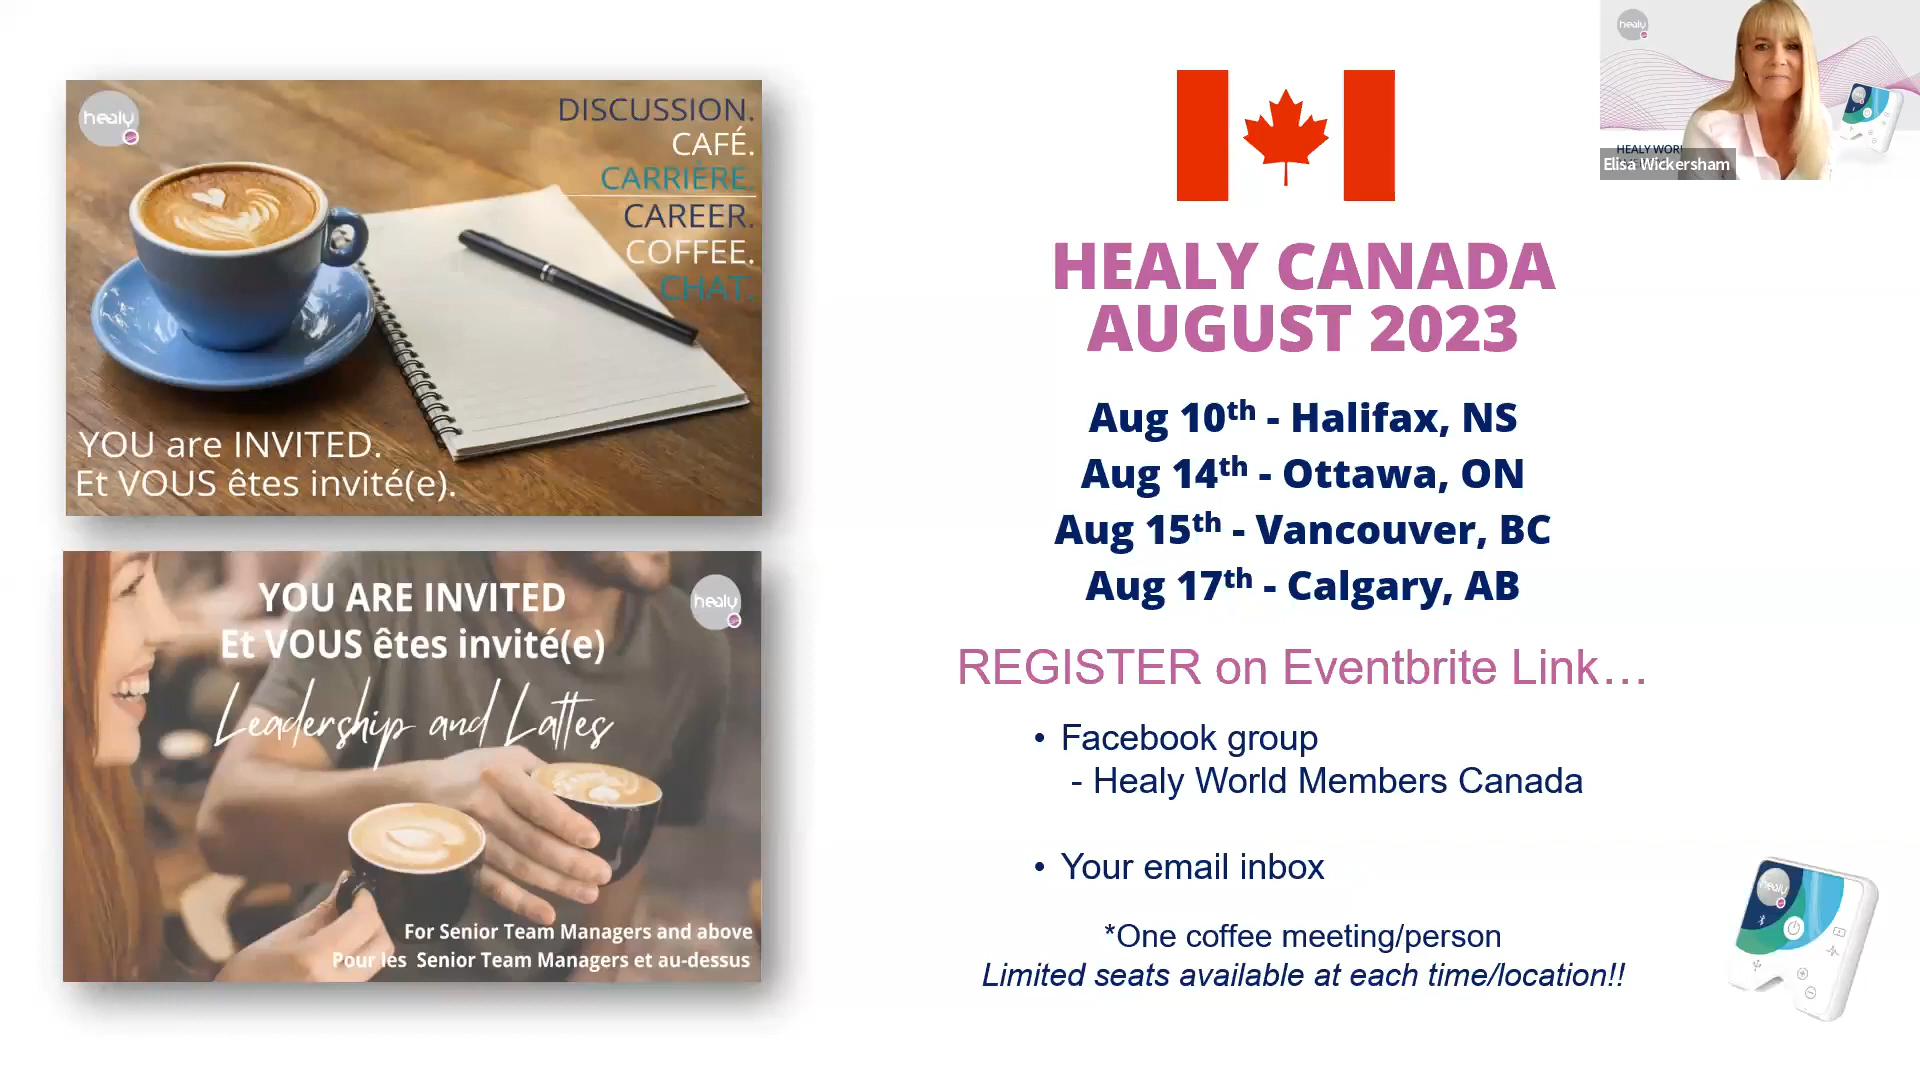 healy
DISCUSSION.
CAFÉ.
CARRIÈRE.
CAREER.
COFFEE.
CHAT.
YOU are INVITED.
Et VOUS êtes invité(e).
YOU ARE INVITED
Et VOUS êtes invité(e)
healy
Leadership and Lattes
For Senior Team Managers and above
Pour les Senior Team Managers et au-dessus
HEALY CANADA
AUGUST 2023
Aug 10th - Halifax, NS
Aug 14th - Ottawa, ON
Aug 15th - Vancouver, BC
Aug 17th - Calgary, AB
REGISTER on Eventbrite Link…
• Facebook group
- Healy World Members Canada
• Your email inbox
*One coffee meeting/person
Limited seats available at each time/location!!
healy
healy
HEALY
Elisa Wickersham